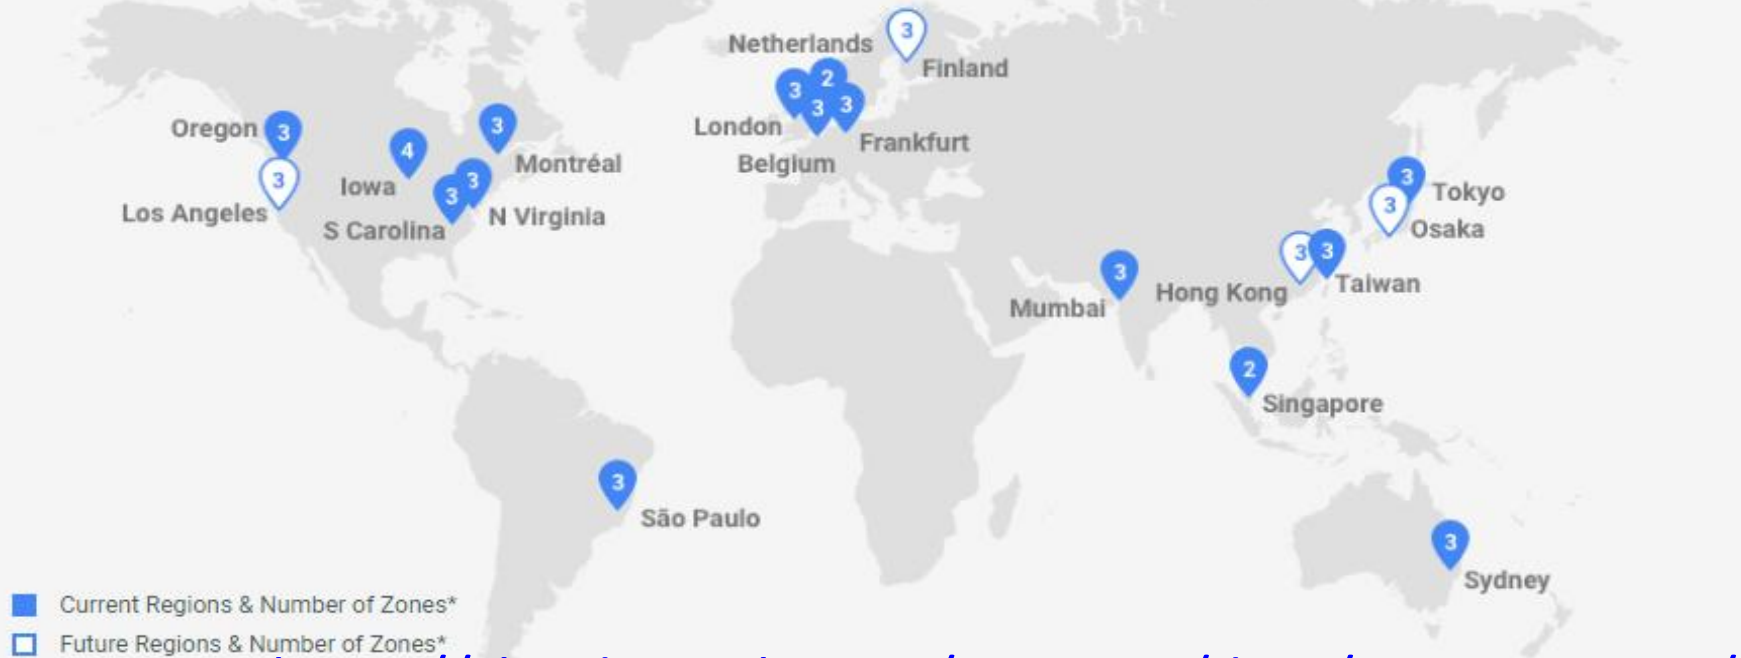 3
Netherlands
Finland
2
3
3
3
London
Frankfurt
Belgium
Oregon
3
3
Los Angeles
4
Iowa
3
Montréal
3
3
S Carolina
N Virginia
3
Tokyo
3
Osaka
3
3
Hong Kong
Taiwan
3
Mumbai
2
Singapore
3
São Paulo
3
Sydney
Current Regions & Number of Zones*
Future Regions & Number of Zones*